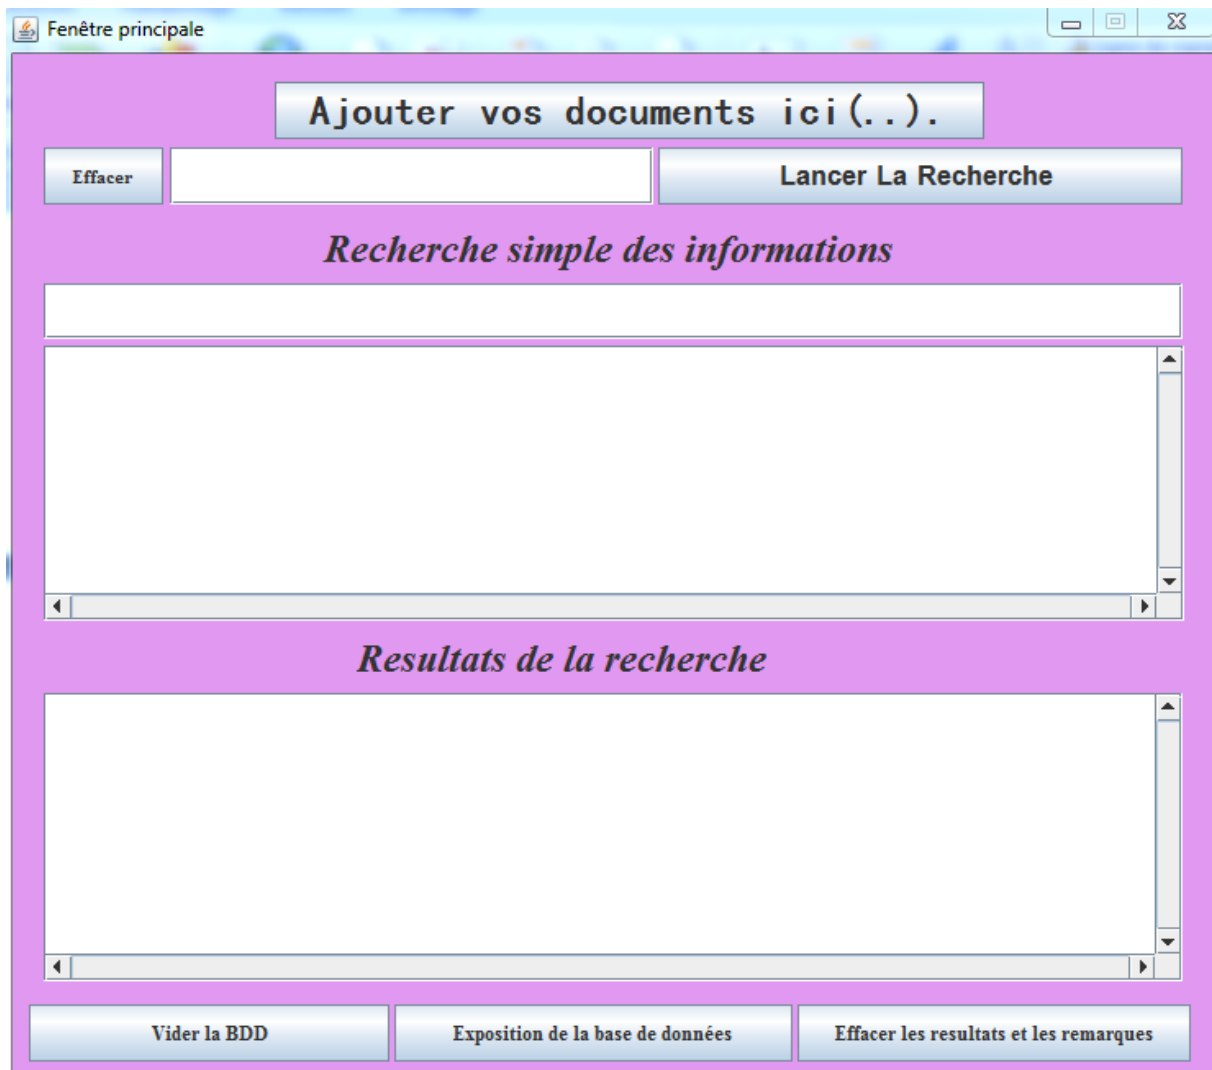 Fenêtre principale
Ajouter vos documents ici(..).
Effacer
Lancer La Recherche
Recherche simple des informations
Resultats de la recherche
Vider la BDD
Exposition de la base de données
Effacer les resultats et les remarques